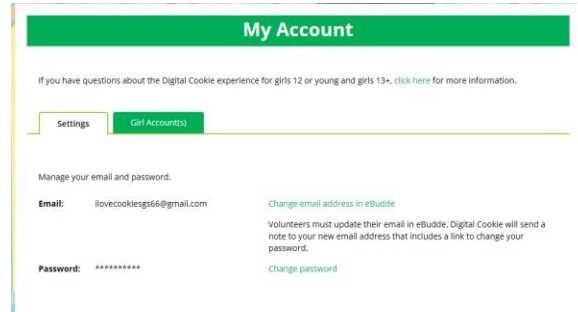 My Account
If you have questions about the Digital Cookie experience for girls 12 or young and girls 13+, click here for more information.
Settings
Girl Account(s)
Manage your email and password.
Email: ilovecookiesgs66@gmail.com Change email address in eBudde
Volunteers must update their email in eBudde. Digital Cookie will send a
note to your new email address that includes a link to change your
password.
Password: ********** Change password